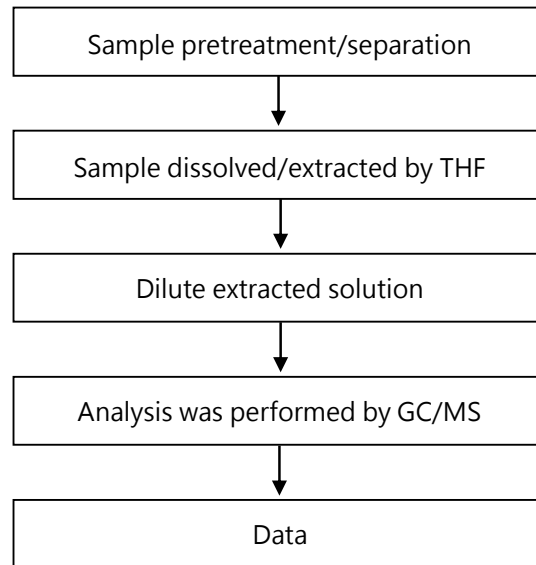 Sample pretreatment/separation
Sample dissolved/extracted by THF
Dilute extracted solution
Analysis was performed by GC/MS
Data